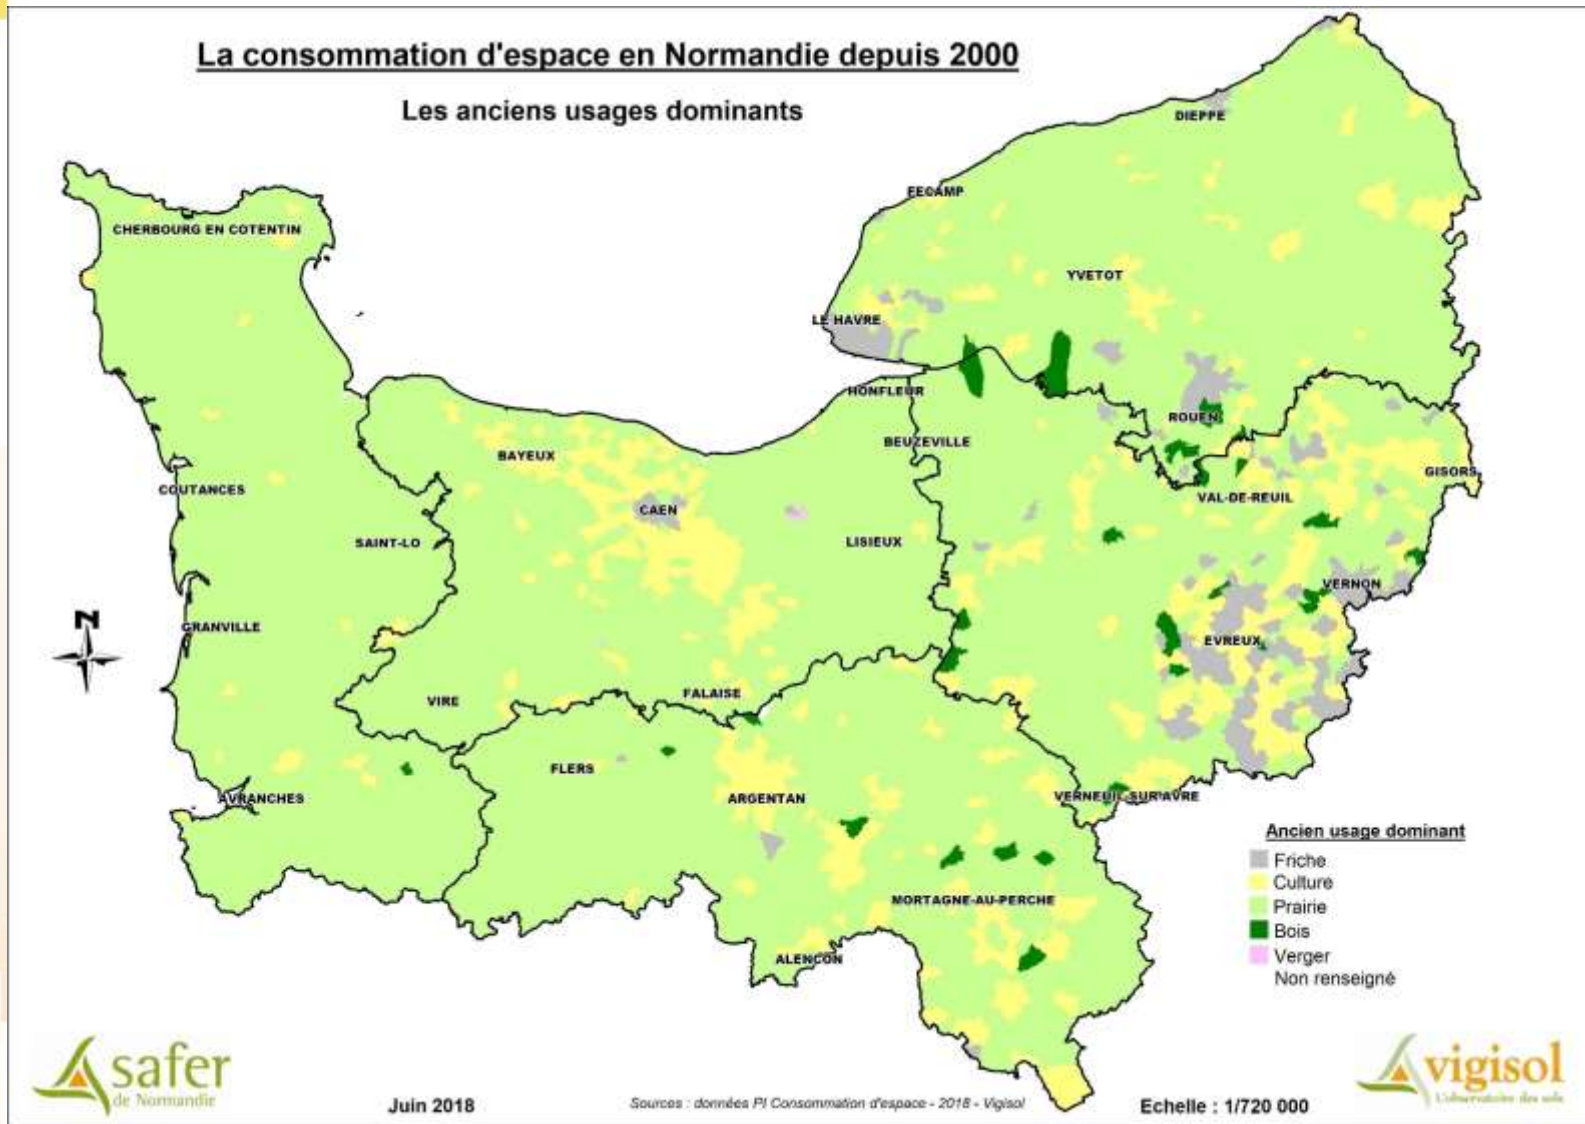 La consommation d'espace en Normandie depuis 2000
Les anciens usages dominants
DIEPPE
FECAMP
CHERBOURG EN COTENTIN
YVETOT
LE HAVRE
HONFLEUR
ROUEN
BEUZEVILLE
BAYEUX
GISORS
COUTANCES
VAL-DE-REUIL
CAEN
SAINT-LO
LISIEUX
VERNON
N
GRANVILLE
EVREUX
FALAISE
VIRE
FLERS
AVRANCHES
ARGENTAN
VERNEUIL-SUR-AVRE
MORTAGNE-AU-PERCHE
ALENCON
Ancien usage dominant
Friche
Culture
Prairie
Bois
Verger
Non renseigné
safer
de Normandie
Juin 2018
Sources : données PI Consommation d'espace - 2018 - Vigisol
Echelle : 1/720 000
vigisol
L'observatoire des sols